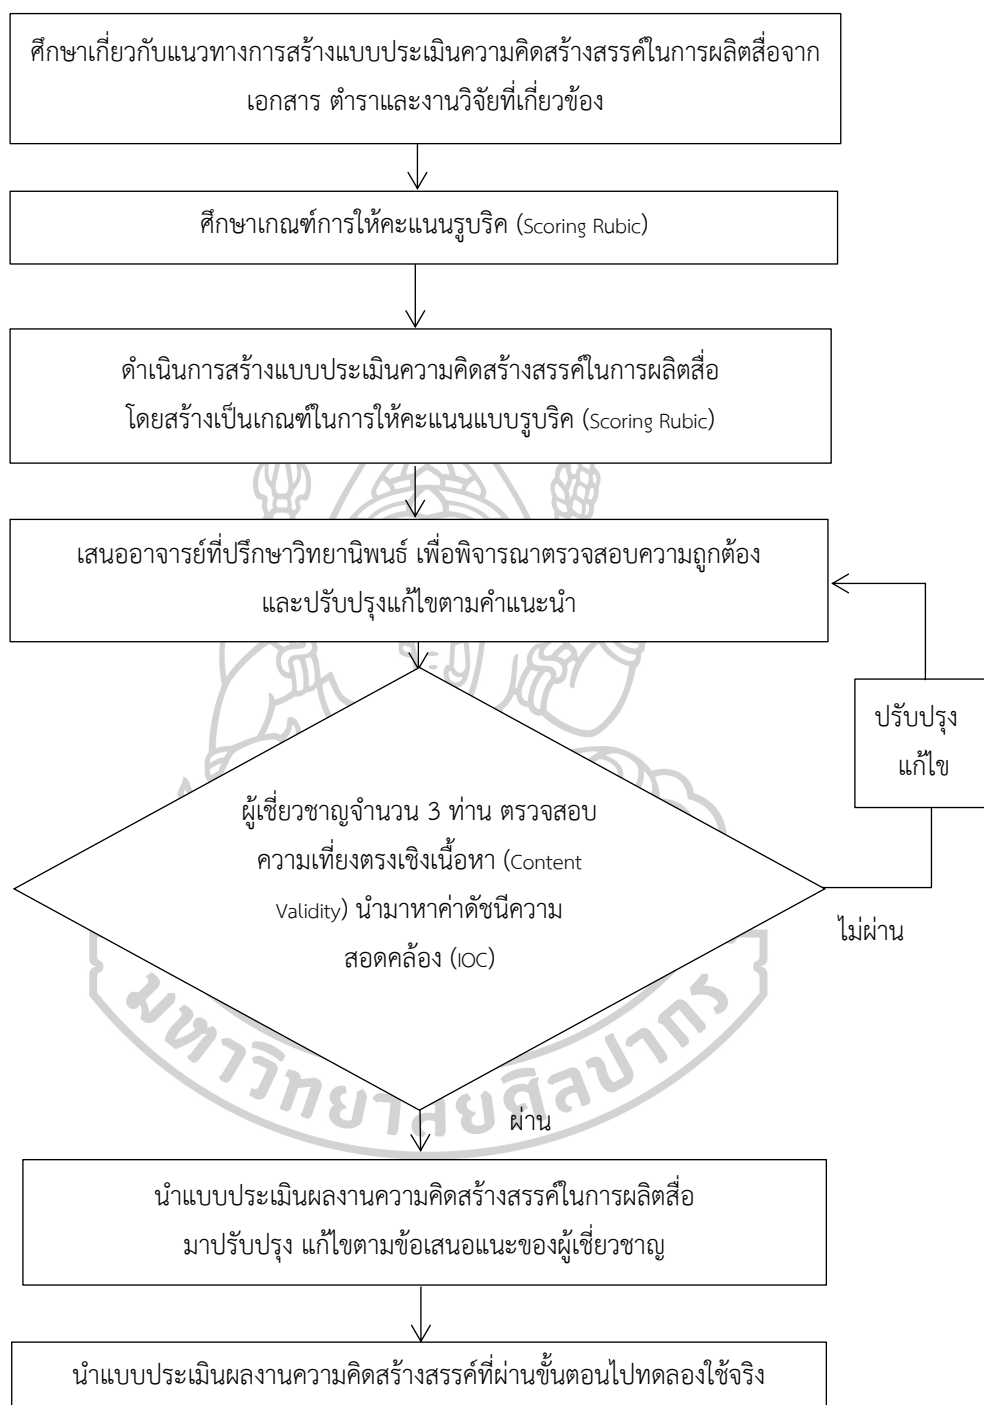 ศึกษาเกี่ยวกับแนวทางการสร้างแบบประเมินความคิดสร้างสรรค์ในการผลิตสื่อจาก
เอกสาร ตำราและงานวิจัยที่เกี่ยวข้อง
ศึกษาเกณฑ์การให้คะแนนรูบริค (Scoring Rubic)
ดำเนินการสร้างแบบประเมินความคิดสร้างสรรค์ในการผลิตสื่อ
โดยสร้างเป็นเกณฑ์ในการให้คะแนนแบบรูบริค (Scoring Rubic)
เสนออาจารย์ที่ปรึกษาวิทยานิพนธ์ เพื่อพิจารณาตรวจสอบความถูกต้อง
และปรับปรุงแก้ไขตามคำแนะนำ
ปรับปรุง
แก้ไข
ผู้เชี่ยวชาญจำนวน 3 ท่าน ตรวจสอบ
ความเที่ยงตรงเชิงเนื้อหา (Content
Validity) นำมาหาค่าดัชนีความ
สอดคล้อง (IOC)
ไม่ผ่าน
มหาวิทยาลัยศิลปากร
ผ่าน
นำแบบประเมินผลงานความคิดสร้างสรรค์ในการผลิตสื่อ
มาปรับปรุง แก้ไขตามข้อเสนอแนะของผู้เชี่ยวชาญ
นำแบบประเมินผลงานความคิดสร้างสรรค์ที่ผ่านขั้นตอนไปทดลองใช้จริง